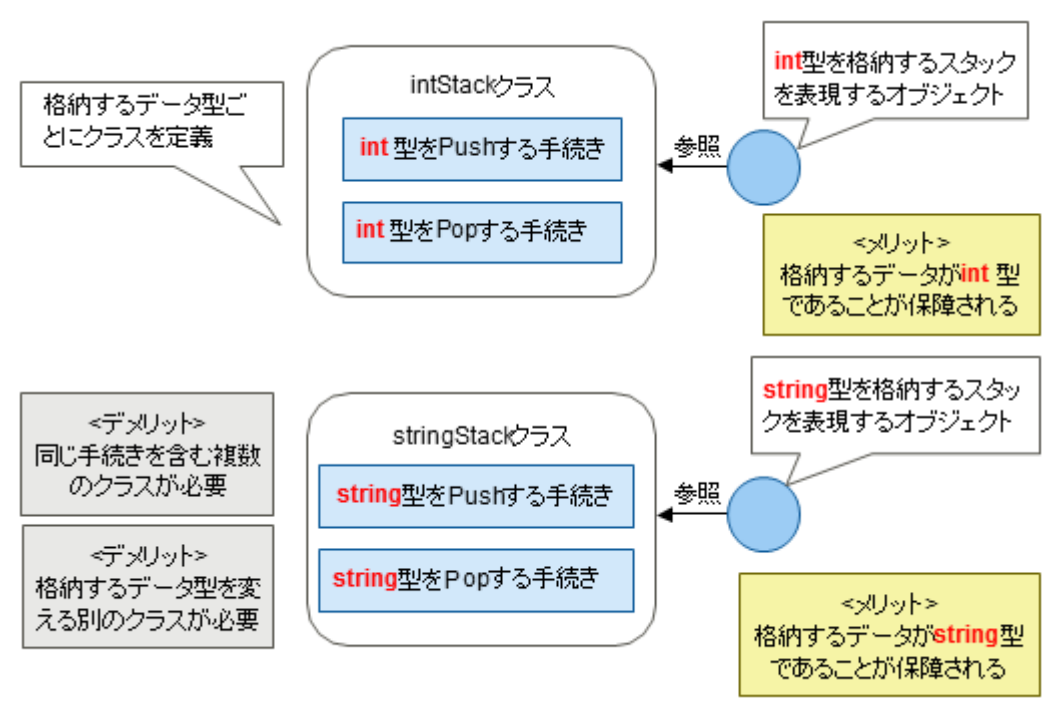 格納するデータ型ご
とにクラスを定義
intStackクラス
int 型をPushする手続き
int 型をPopする手続き
参照
int型を格納するスタック
を表現するオブジェクト
<メリット>
格納するデータがint 型
であることが保障される
<デメリット>
同じ手続きを含む複数
のクラスが必要
<デメリット>
格納するデータ型を変
える別のクラスが必要
stringStackクラス
string型をPushする手続き
string型をＰopする手続き
参照
string型を格納するスタッ
クを表現するオブジェクト
<メリット>
格納するデータがstring型
であることが保障される